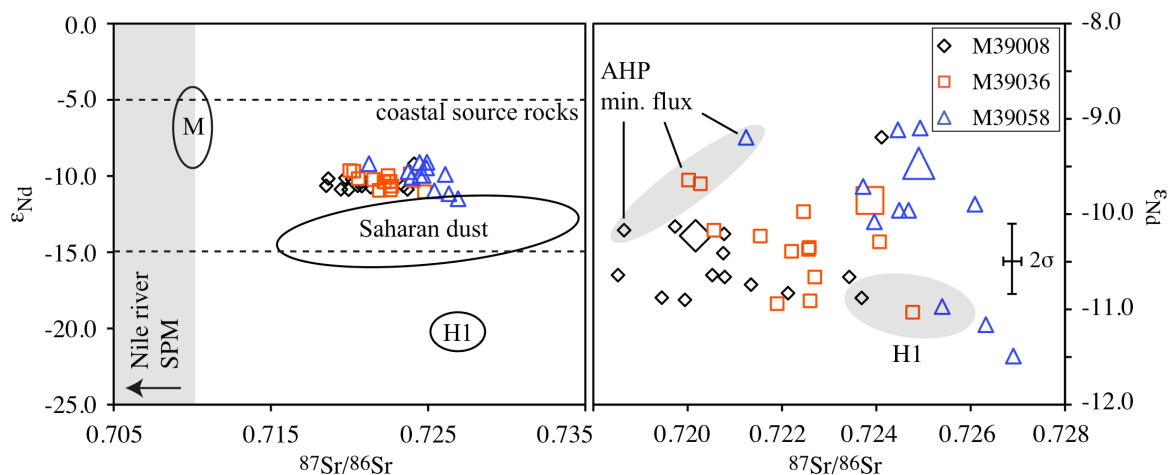 0.0
-5.0
-10.0
-15.0
-20.0
-25.0
εNd
M
coastal source rocks
Saharan dust
H1
Nile river
SPM
0.705
0.715
0.725
0.735
87Sr/86Sr
AHP
min. flux
M39008
M39036
M39058
2σ
H1
-8.0
-9.0
-10.0
-11.0
-12.0
εNd
0.720
0.722
0.724
0.726
0.728
87Sr/86Sr